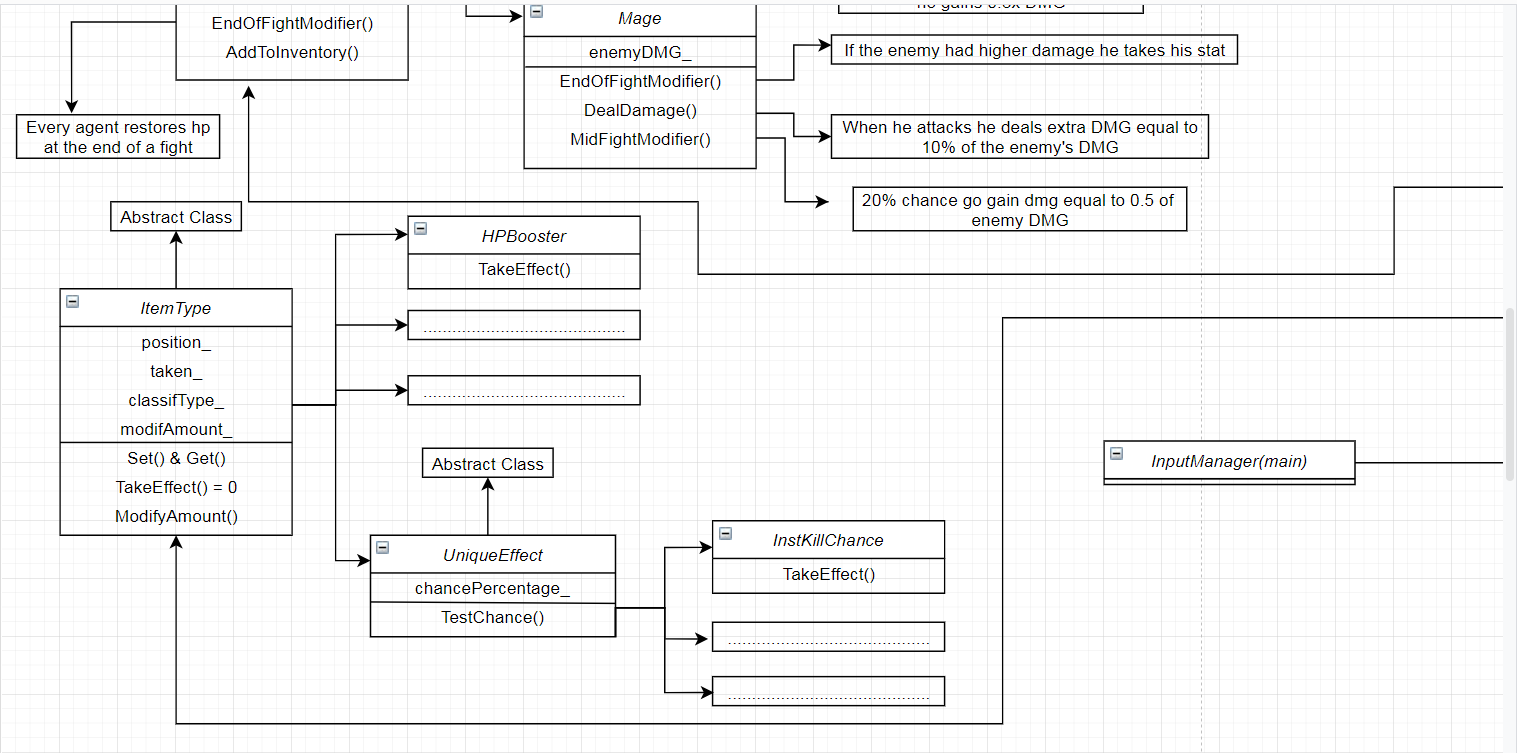 EndOfFightModifier()
AddToInventory()
Every agent restores hp
at the end of a fight
Mage
enemyDMG_
EndOfFightModifier()
DealDamage()
MidFightModifier()
If the enemy had higher damage he takes his stat
When he attacks he deals extra DMG equal to
10% of the enemy's DMG
20% chance go gain dmg equal to 0.5 of
enemy DMG
Abstract Class
ItemType
position_
taken_
classifType_
modifAmount_
Set() & Get()
TakeEffect() = 0
ModifyAmount()
HPBooster
TakeEffect()
..........................................
..........................................
Abstract Class
UniqueEffect
chancePercentage_
TestChance()
InstKillChance
TakeEffect()
..........................................
..........................................
InputManager(main)